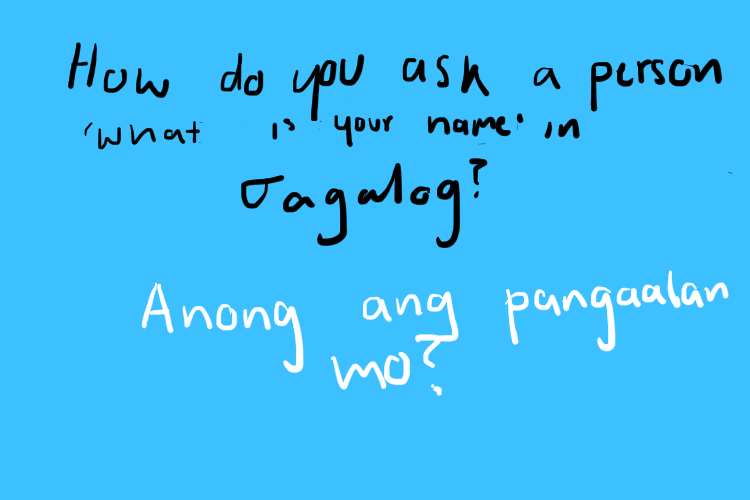 How do you ask a person
'what is your name' in
Tagalog?
Anong ang pangaalan
mo?